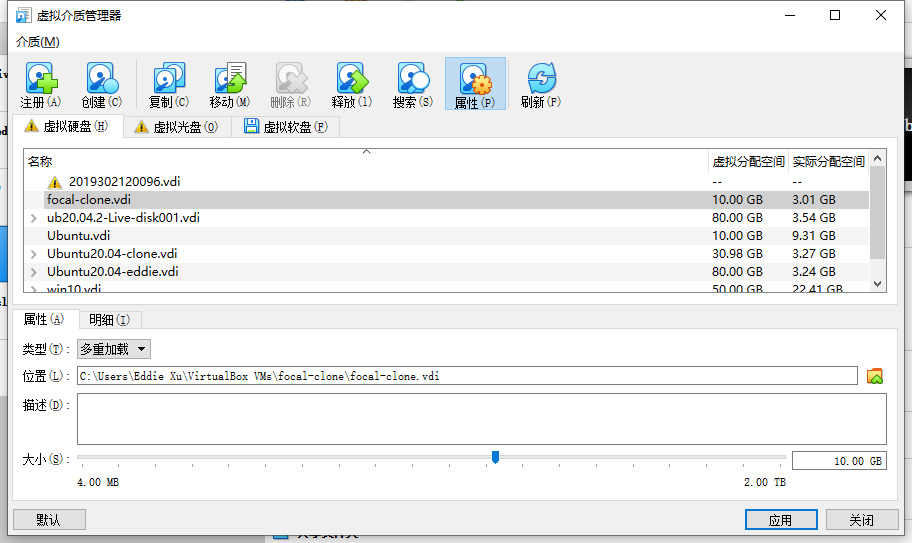 虚拟介质管理器
介质(M)
注册(A) 创建(C) 复制(C) 移动(M) 删除(R) 释放(l) 搜索(S) 属性(P) 刷新(F)
虚拟硬盘(H) 虚拟光盘(O) 虚拟软盘(F)
名称 虚拟分配空间 实际分配空间
2019302120096.vdi -- --
focal-clone.vdi 10.00 GB 3.01 GB
ub20.04.2-Live-disk001.vdi 80.00 GB 3.54 GB
Ubuntu.vdi 10.00 GB 9.31 GB
Ubuntu20.04-clone.vdi 30.98 GB 3.27 GB
Ubuntu20.04-eddie.vdi 80.00 GB 3.24 GB
win10.vdi 50.00 GB 22.41 GB
属性(A) 明细(I)
类型(T): 多重加载
位置(L): C:\Users\Eddie Xu\VirtualBox VMs\focal-clone\focal-clone.vdi
描述(D):
大小(S): 10.00 GB
4.00 MB 2.00 TB
默认 应用 关闭